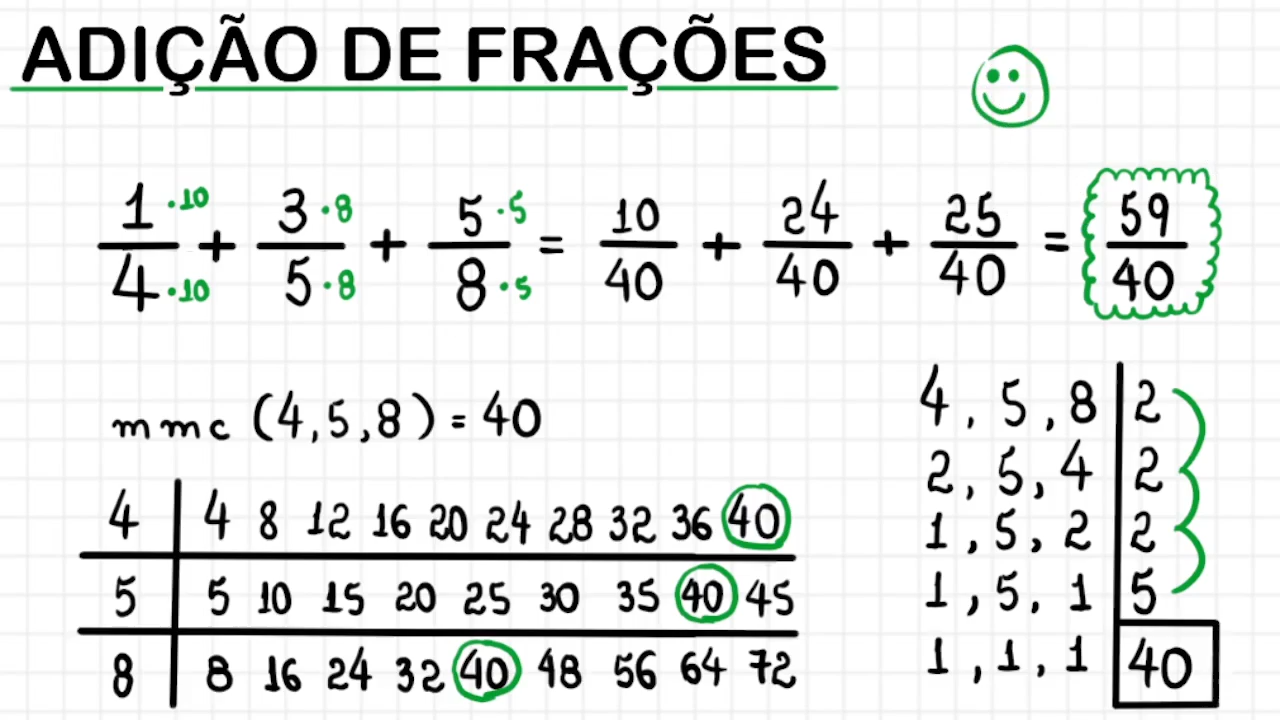 ADIÇÃO DE FRAÇÕES
1 ·10 / 4 ·10 + 3 ·8 / 5 ·8 + 5 ·5 / 8 ·5 = 10/40 + 24/40 + 25/40 = 59/40
mmc (4,5,8) = 40
4 | 4 8 12 16 20 24 28 32 36 40
5 | 5 10 15 20 25 30 35 40 45
8 | 8 16 24 32 40 48 56 64 72
4, 5, 8 | 2
2, 5, 4 | 2
1, 5, 2 | 2
1, 5, 1 | 5
1, 1, 1 | 40